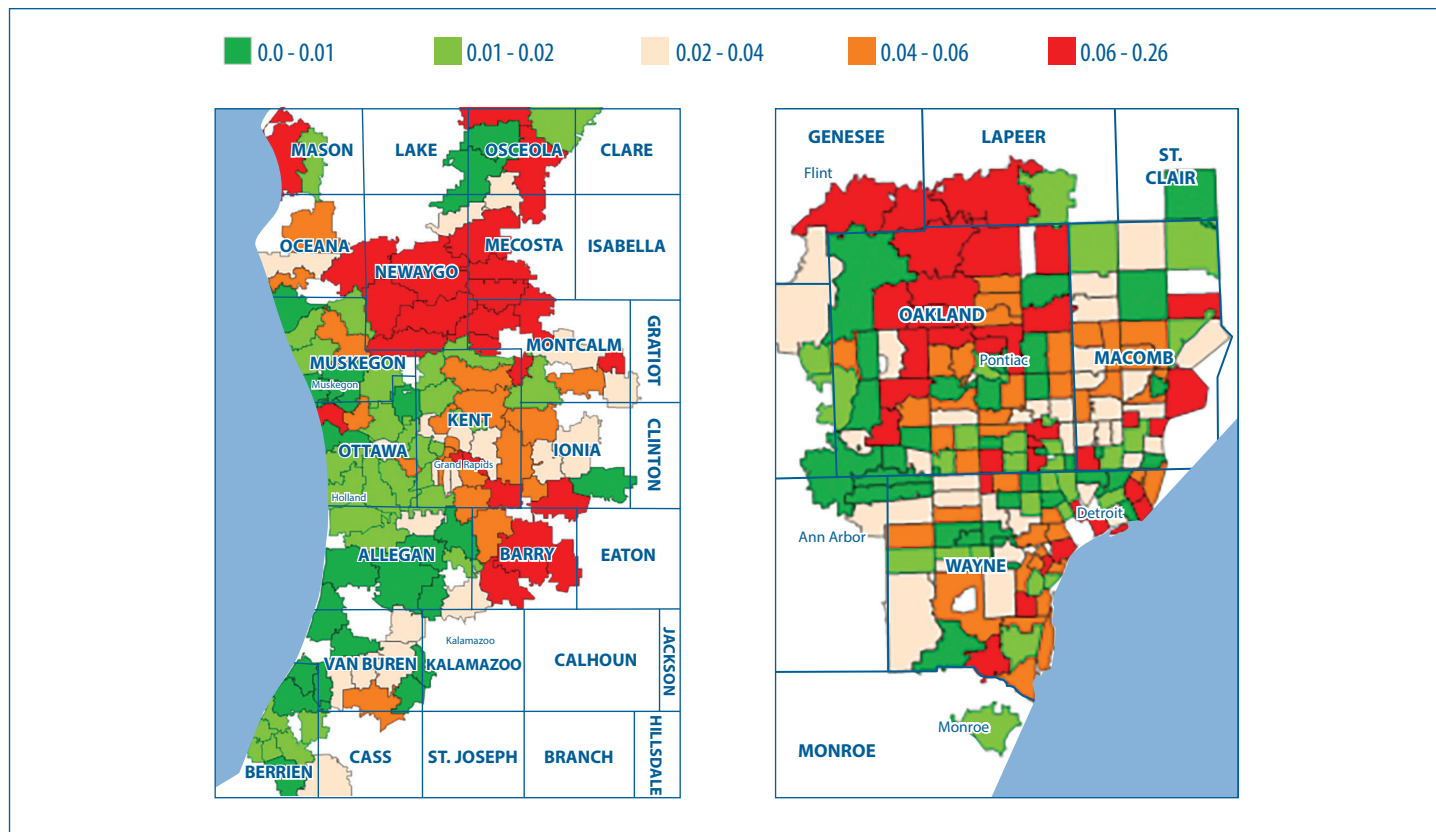 0.0 - 0.01
0.01 - 0.02
0.02 - 0.04
0.04 - 0.06
0.06 - 0.26
MASON
LAKE
OSCEOLA
CLARE
OCEANA
NEWAYGO
MECOSTA
ISABELLA
MUSKEGON
Muskegon
MONTCALM
GRATIOT
KENT
OTTAWA
Grand Rapids
IONIA
CLINTON
Holland
ALLEGAN
BARRY
EATON
Kalamazoo
VAN BUREN
KALAMAZOO
CALHOUN
JACKSON
BERRIEN
CASS
ST. JOSEPH
BRANCH
HILLSDALE
GENESEE
LAPEER
ST.
CLAIR
Flint
OAKLAND
Pontiac
MACOMB
Detroit
Ann Arbor
WAYNE
Monroe
MONROE